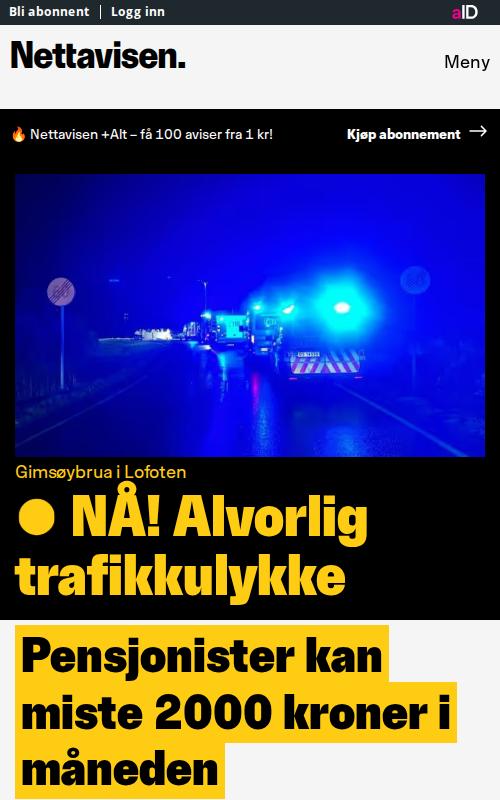 Bli abonnent | Logg inn
aID
Nettavisen.
Meny
🔥 Nettavisen +Alt – få 100 aviser fra 1 kr!
Kjøp abonnement →
Gimsøybrua i Lofoten
● NÅ! Alvorlig
trafikkulykke
Pensjonister kan
miste 2000 kroner i
måneden